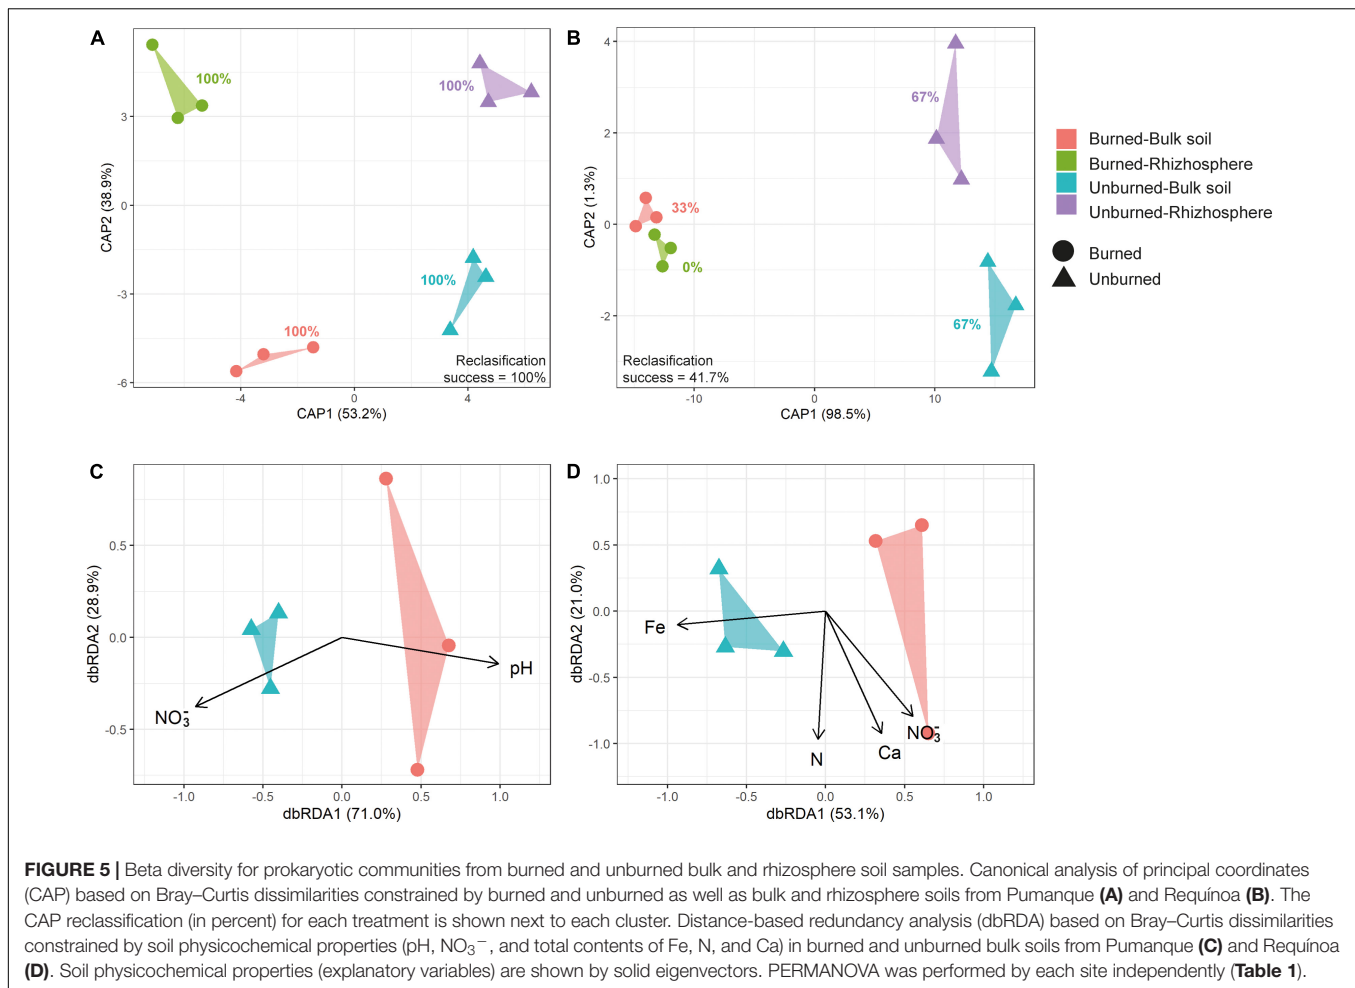 A
100%
100%
100%
100%
Reclasification
success = 100%
CAP2 (38.9%)
3
0
-3
-6
-4
0
4
CAP1 (53.2%)
B
67%
33%
0%
67%
Reclasification
success = 41.7%
CAP2 (1.3%)
4
2
0
-2
-10
0
10
CAP1 (98.5%)
Burned-Bulk soil
Burned-Rhizhosphere
Unburned-Bulk soil
Unburned-Rhizhosphere
Burned
Unburned
C
dbRDA2 (28.9%)
0.5
0.0
-0.5
NO₃⁻
pH
-1.0
-0.5
0.0
0.5
1.0
dbRDA1 (71.0%)
D
dbRDA2 (21.0%)
1.0
0.5
0.0
-0.5
-1.0
Fe
N
Ca
NO₃⁻
-1.0
-0.5
0.0
0.5
1.0
dbRDA1 (53.1%)
FIGURE 5 | Beta diversity for prokaryotic communities from burned and unburned bulk and rhizosphere soil samples. Canonical analysis of principal coordinates
(CAP) based on Bray–Curtis dissimilarities constrained by burned and unburned as well as bulk and rhizosphere soils from Pumanque (A) and Requínoa (B). The
CAP reclassification (in percent) for each treatment is shown next to each cluster. Distance-based redundancy analysis (dbRDA) based on Bray–Curtis dissimilarities
constrained by soil physicochemical properties (pH, NO₃⁻, and total contents of Fe, N, and Ca) in burned and unburned bulk soils from Pumanque (C) and Requínoa
(D). Soil physicochemical properties (explanatory variables) are shown by solid eigenvectors. PERMANOVA was performed by each site independently (Table 1).